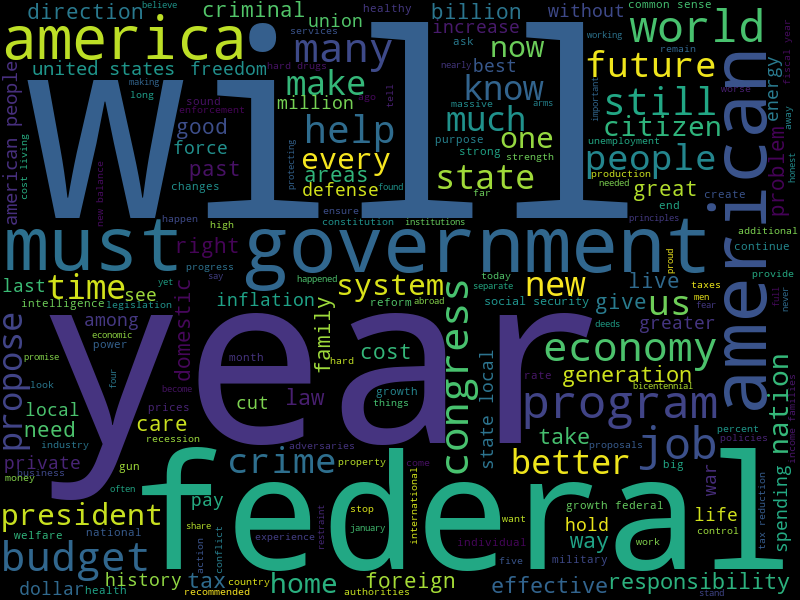 direction
believe
criminal
union
healthy
billion
without
common sense
world
america
will
many
services
increase
now
ask
working
remain
fiscal year
american people
united states
freedom
hard drugs
make
nearly
best
know
future
making
long
sound
enforcement
ago
tell
million
massive
arms
important
still
worse
energy
away
cost living
good
force
help
much
one
citizen
problem
honest
new balance
past
every
purpose
strong
strength
unemployment
people
changes
areas
defense
protecting
found
state
far
production
needed
great
end
create
american
happen
high
ensure
constitution
institutions
principles
must
government
right
progress
say
happened
today
proud
additional
continue
provide
last
time
see
yet
system
abroad
separate
new
live
taxes
men
full
never
intelligence
legislation
inflation
reform
social security
give
us
fear
propose
among
domestic
family
congress
greater
deeds
promise
economic
power
year
month
hard
cost
economy
look
four
become
growth
rate
generation
bicentennial
local
prices
cut
law
things
state local
program
nation
income families
need
care
take
proposals
job
percent
policies
industry
recession
adversaries
private
business
gun
crime
property
come
better
big
war
money
often
federal
pay
want
growth federal
life
spending
tax reduction
president
share
stop
international
hold
control
welfare
national
action
conflict
experience
restraint
january
individual
way
work
budget
history
tax
country
home
foreign
five
military
effective
responsibility
dollar
health
recommended
authorities
stand